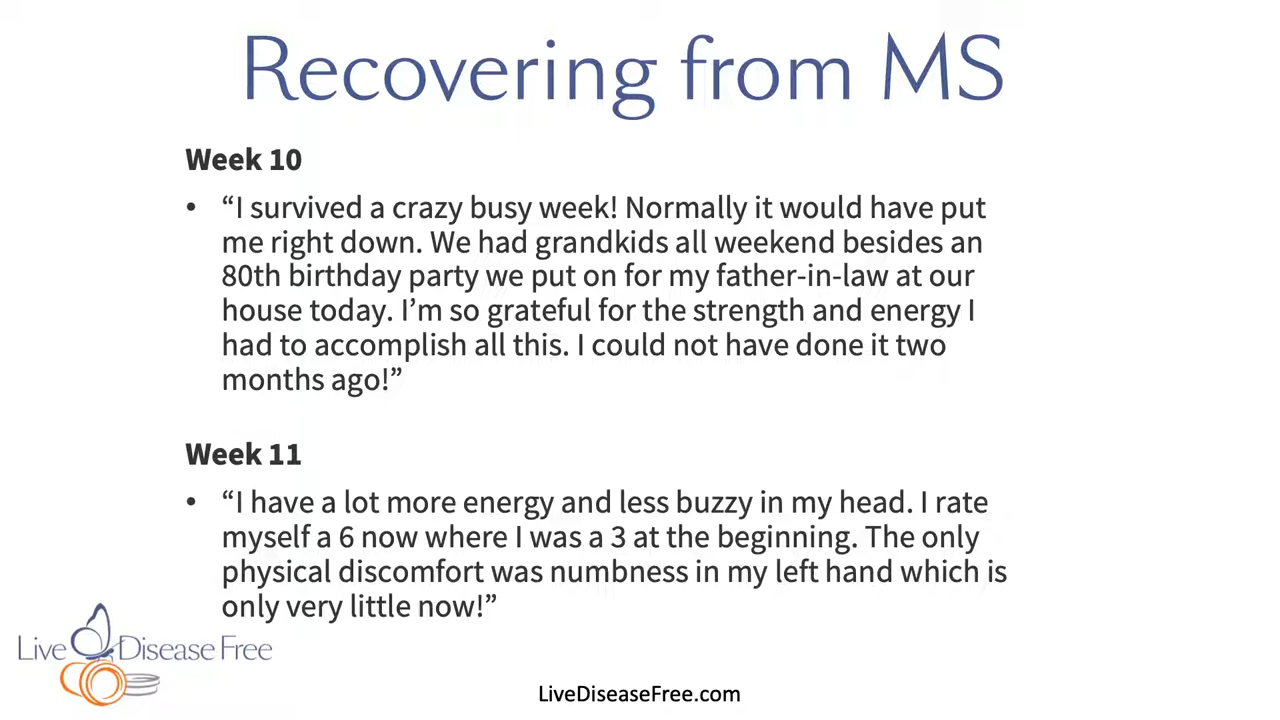 Recovering from MS
Week 10
• “I survived a crazy busy week! Normally it would have put
me right down. We had grandkids all weekend besides an
80th birthday party we put on for my father-in-law at our
house today. I’m so grateful for the strength and energy I
had to accomplish all this. I could not have done it two
months ago!”
Week 11
• “I have a lot more energy and less buzzy in my head. I rate
myself a 6 now where I was a 3 at the beginning. The only
physical discomfort was numbness in my left hand which is
only very little now!”
Live Disease Free
LiveDiseaseFree.com